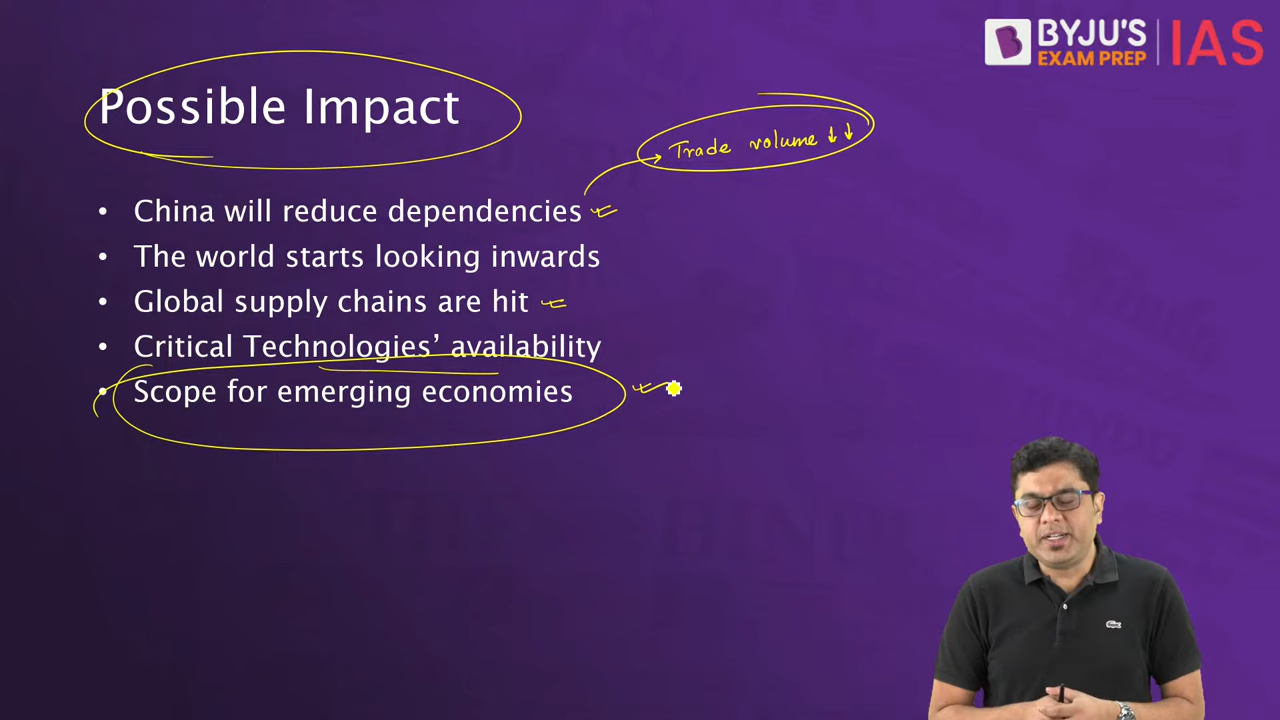 BYJU'S IAS
EXAM PREP
Possible Impact
Trade volume ↓↓
• China will reduce dependencies
• The world starts looking inwards
• Global supply chains are hit
• Critical Technologies’ availability
• Scope for emerging economies